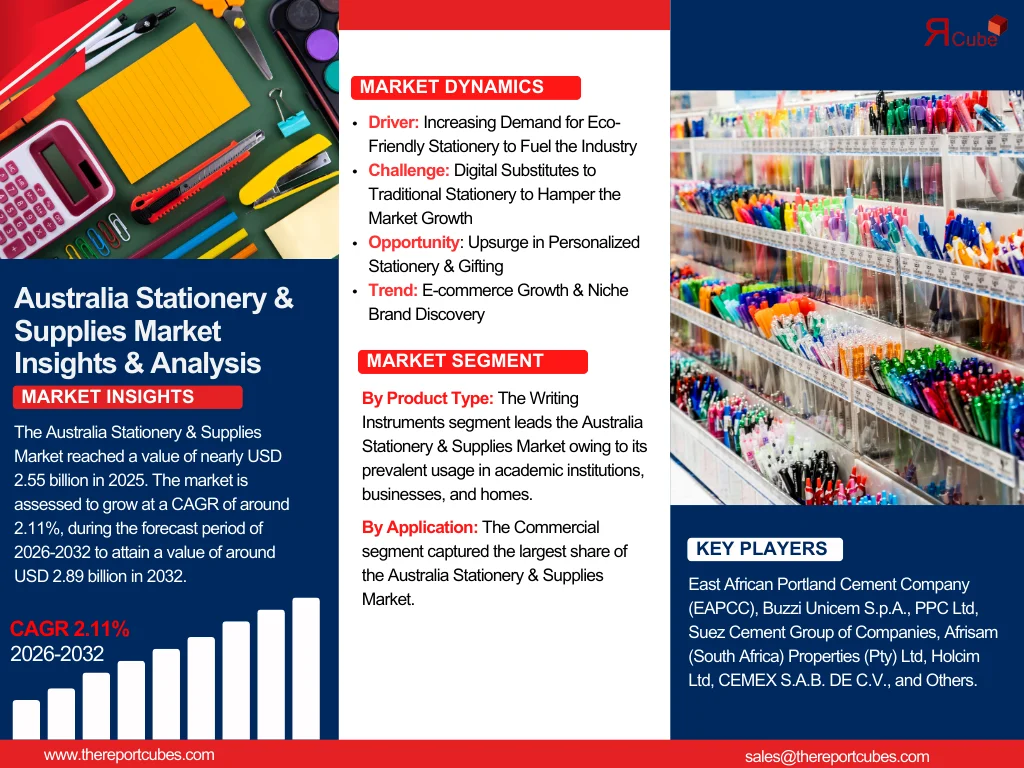 Australia Stationery &
Supplies Market
Insights & Analysis
MARKET INSIGHTS
The Australia Stationery & Supplies
Market reached a value of nearly USD
2.55 billion in 2025. The market is
assessed to grow at a CAGR of around
2.11%, during the forecast period of
2026-2032 to attain a value of around
USD 2.89 billion in 2032.
CAGR 2.11%
2026-2032
www.thereportcubes.com
MARKET DYNAMICS
• Driver: Increasing Demand for Eco-
Friendly Stationery to Fuel the Industry
• Challenge: Digital Substitutes to
Traditional Stationery to Hamper the
Market Growth
• Opportunity: Upsurge in Personalized
Stationery & Gifting
• Trend: E-commerce Growth & Niche
Brand Discovery
MARKET SEGMENT
By Product Type: The Writing
Instruments segment leads the Australia
Stationery & Supplies Market owing to its
prevalent usage in academic institutions,
businesses, and homes.
By Application: The Commercial
segment captured the largest share of
the Australia Stationery & Supplies
Market.
ЯCube
KEY PLAYERS
East African Portland Cement Company
(EAPCC), Buzzi Unicem S.p.A., PPC Ltd,
Suez Cement Group of Companies, Afrisam
(South Africa) Properties (Pty) Ltd, Holcim
Ltd, CEMEX S.A.B. DE C.V., and Others.
sales@thereportcubes.com